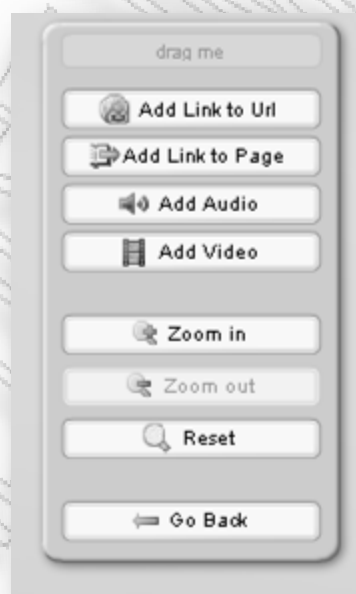 drag me
Add Link to Url
Add Link to Page
Add Audio
Add Video
Zoom in
Zoom out
Reset
Go Back